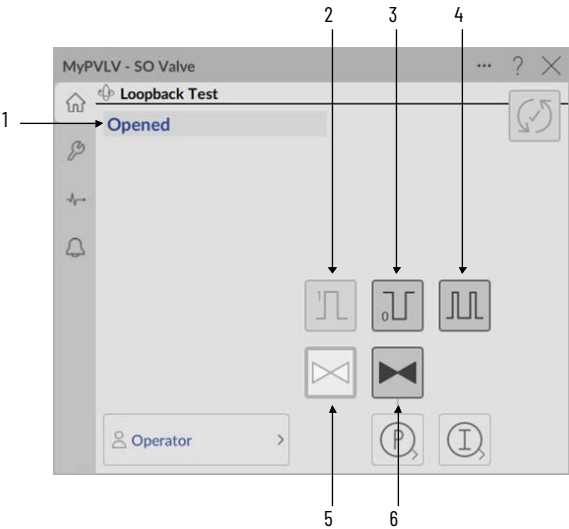 2 3 4
MyPVLV - SO Valve ... ?
Loopback Test
1
Opened
1 0
Operator
P I
5 6